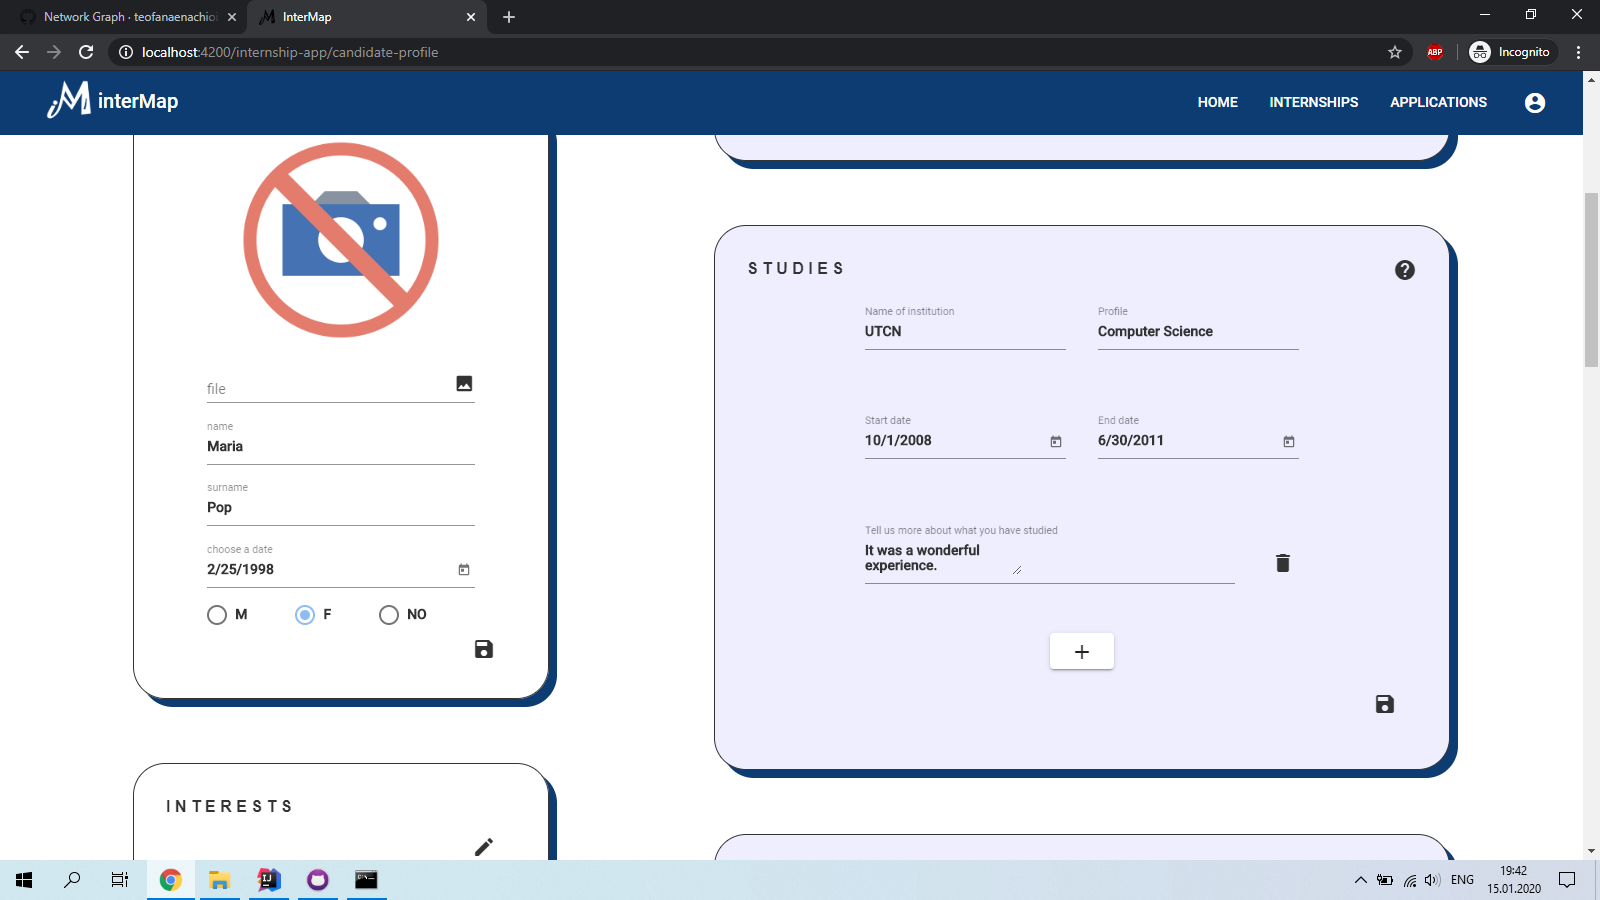 Network Graph · teofanaenachioi
InterMap
localhost:4200/internship-app/candidate-profile
ABP
Incognito
iM interMap
HOME
INTERNSHIPS
APPLICATIONS
file
name
Maria
surname
Pop
choose a date
2/25/1998
M
F
NO
INTERESTS
STUDIES
Name of institution
UTCN
Profile
Computer Science
Start date
10/1/2008
End date
6/30/2011
Tell us more about what you have studied
It was a wonderful
experience.
+
IJ
ENG
19:42
15.01.2020